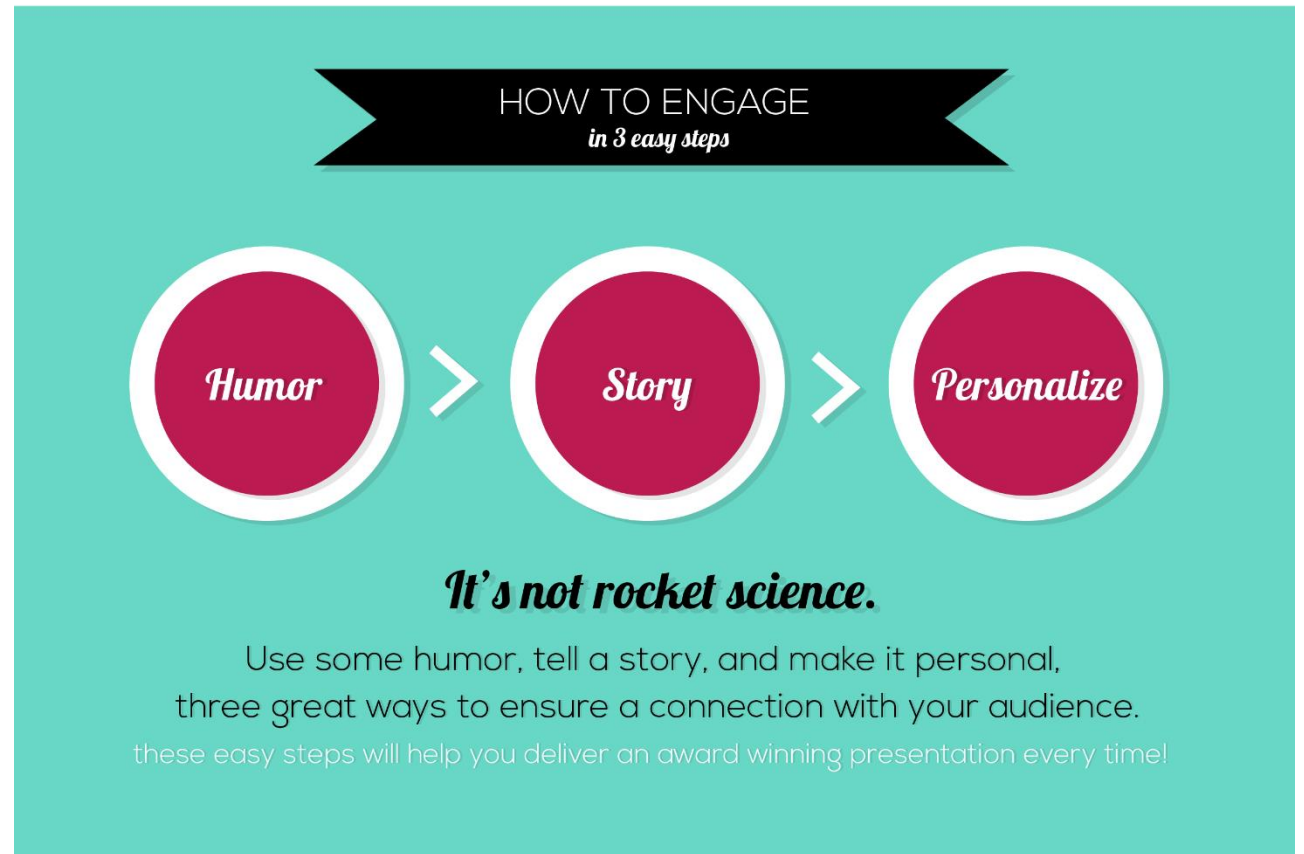 HOW TO ENGAGE
in 3 easy steps
Humor > Story > Personalize
It's not rocket science.
Use some humor, tell a story, and make it personal,
three great ways to ensure a connection with your audience.
these easy steps will help you deliver an award winning presentation every time!